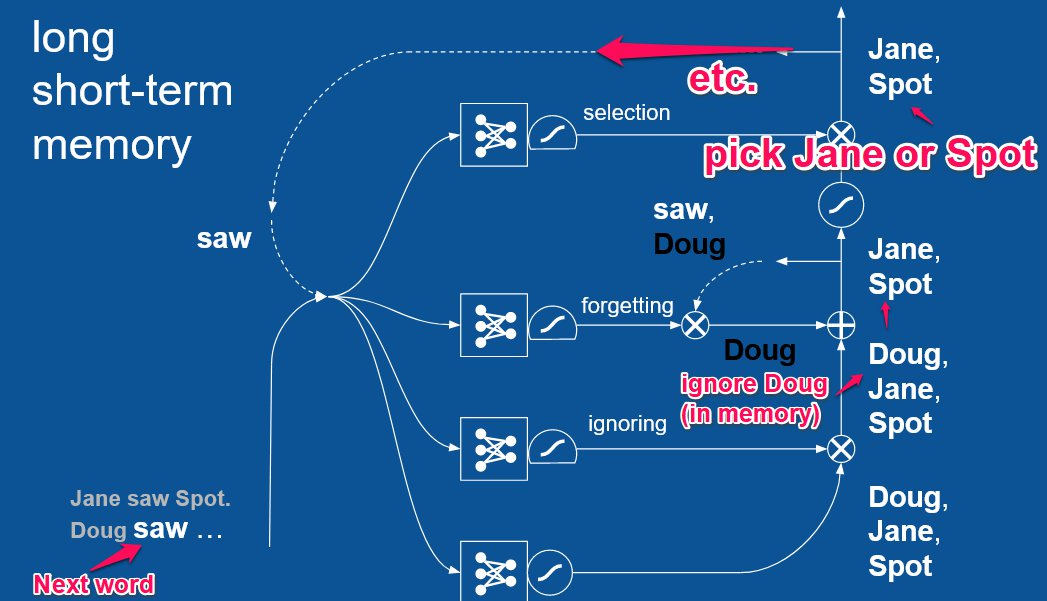 long
short-term
memory
etc.
Jane,
Spot
selection
pick Jane or Spot
saw
saw,
Doug
Jane,
Spot
forgetting
Doug
ignore Doug
(in memory)
Doug,
Jane,
Spot
ignoring
Jane saw Spot.
Doug saw ...
Next word
Doug,
Jane,
Spot